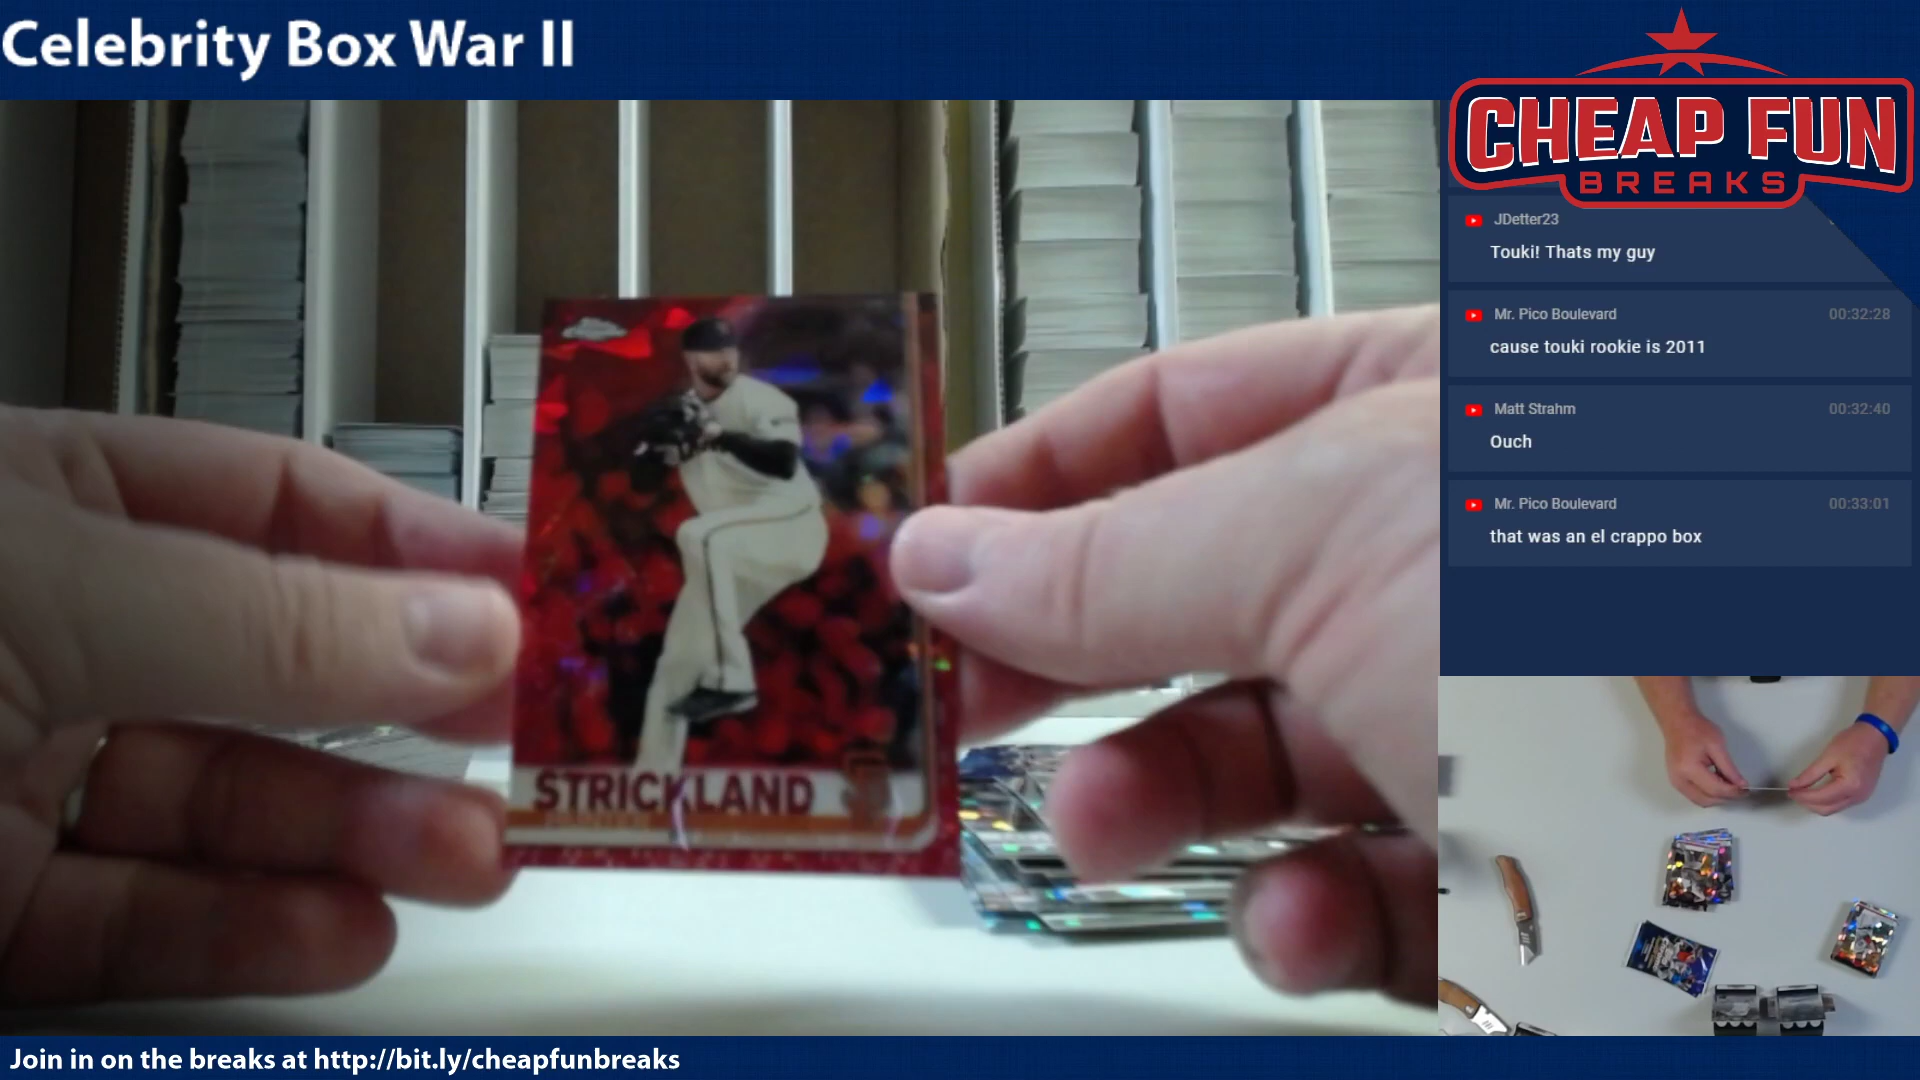 Celebrity Box War II
CHEAP FUN
BREAKS
JDetter23
Touki! Thats my guy
Mr. Pico Boulevard 00:32:28
cause touki rookie is 2011
Matt Strahm 00:32:40
Ouch
Mr. Pico Boulevard 00:33:01
that was an el crappo box
STRICKLAND
Join in on the breaks at http://bit.ly/cheapfunbreaks